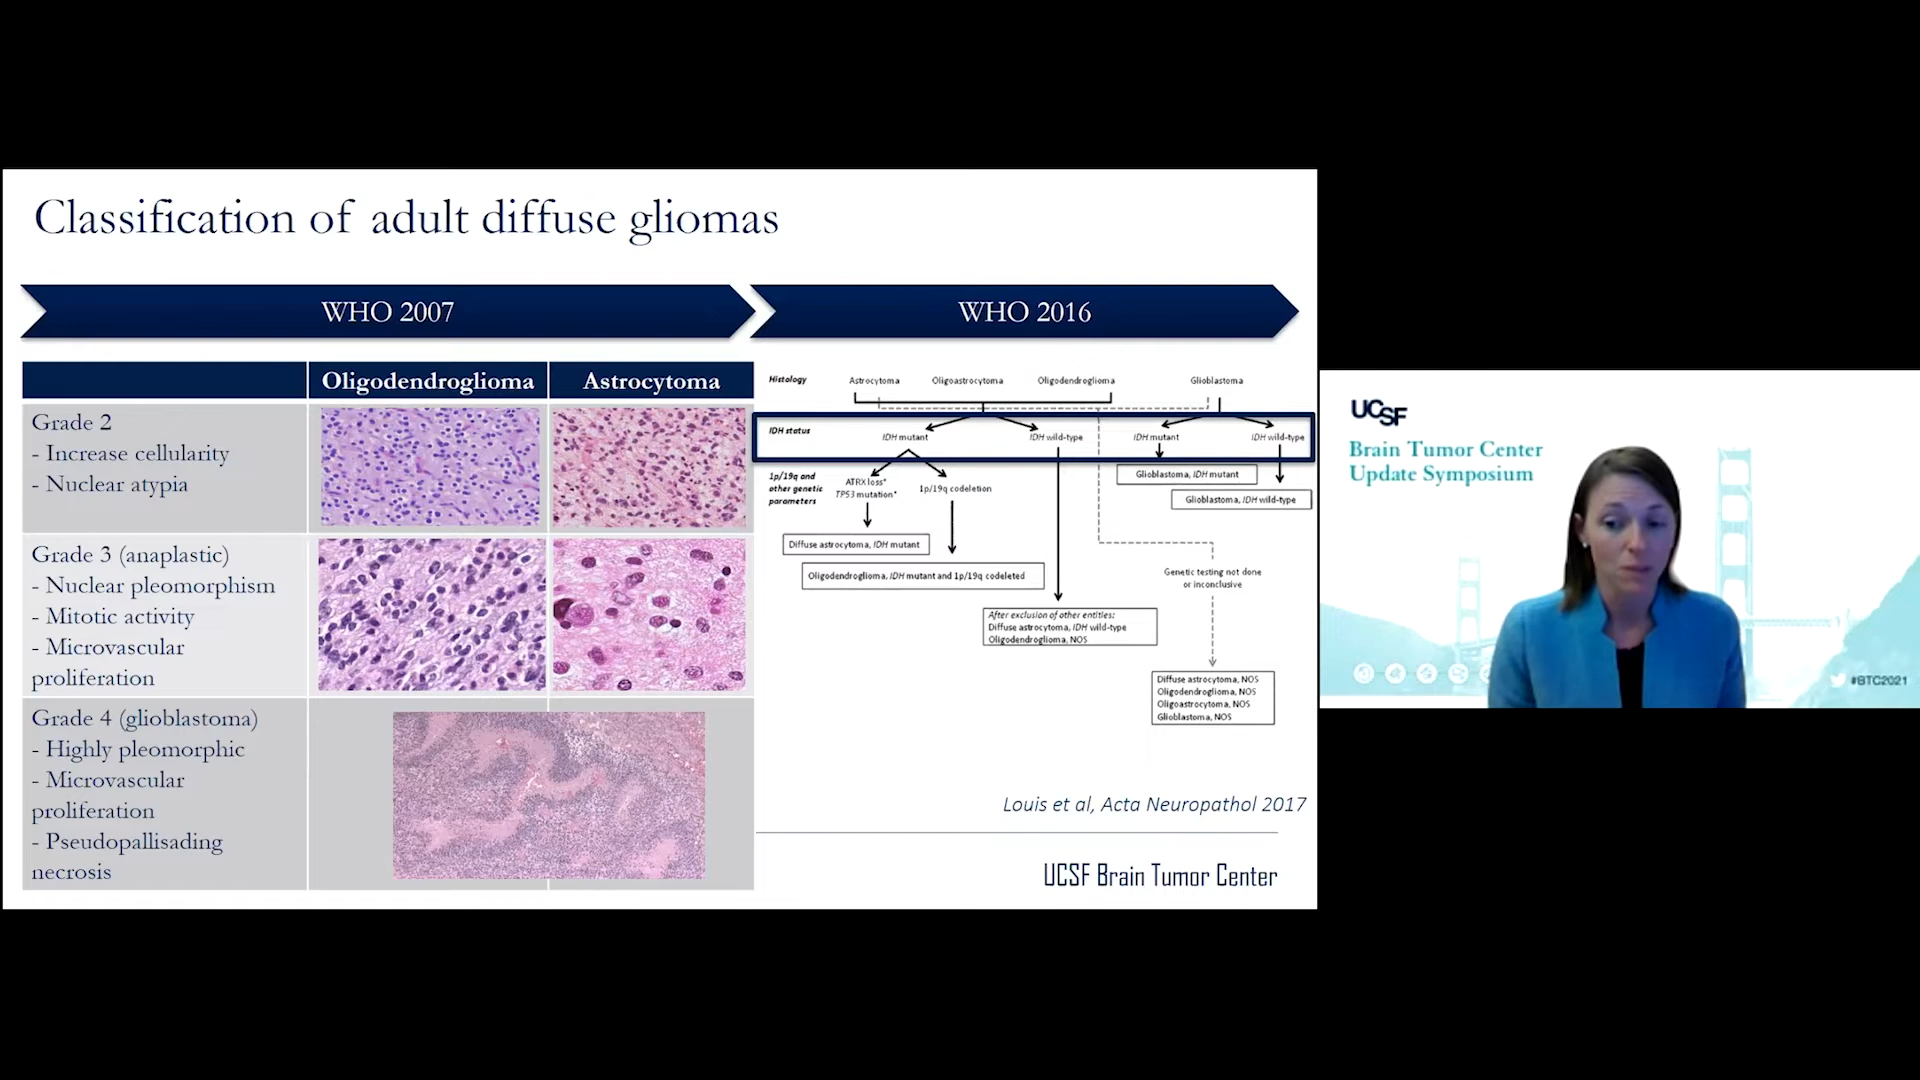 Classification of adult diffuse gliomas
WHO 2007
WHO 2016
Oligodendroglioma
Astrocytoma
Grade 2
- Increase cellularity
- Nuclear atypia
Grade 3 (anaplastic)
- Nuclear pleomorphism
- Mitotic activity
- Microvascular
proliferation
Grade 4 (glioblastoma)
- Highly pleomorphic
- Microvascular
proliferation
- Pseudopallisading
necrosis
Histology
Astrocytoma
Oligoastrocytoma
Oligodendroglioma
Glioblastoma
IDH status
IDH mutant
IDH wild-type
IDH mutant
IDH wild-type
1p/19q and
other genetic
parameters
ATRX loss*
TP53 mutation*
1p/19q codeletion
Glioblastoma, IDH mutant
Glioblastoma, IDH wild-type
Diffuse astrocytoma, IDH mutant
Oligodendroglioma, IDH mutant and 1p/19q codeleted
Genetic testing not done
or inconclusive
After exclusion of other entities:
Diffuse astrocytoma, IDH wild-type
Oligodendroglioma, NOS
Diffuse astrocytoma, NOS
Oligodendroglioma, NOS
Oligoastrocytoma, NOS
Glioblastoma, NOS
Louis et al, Acta Neuropathol 2017
UCSF Brain Tumor Center
UCSF
Brain Tumor Center
Update Symposium
#BTC2021